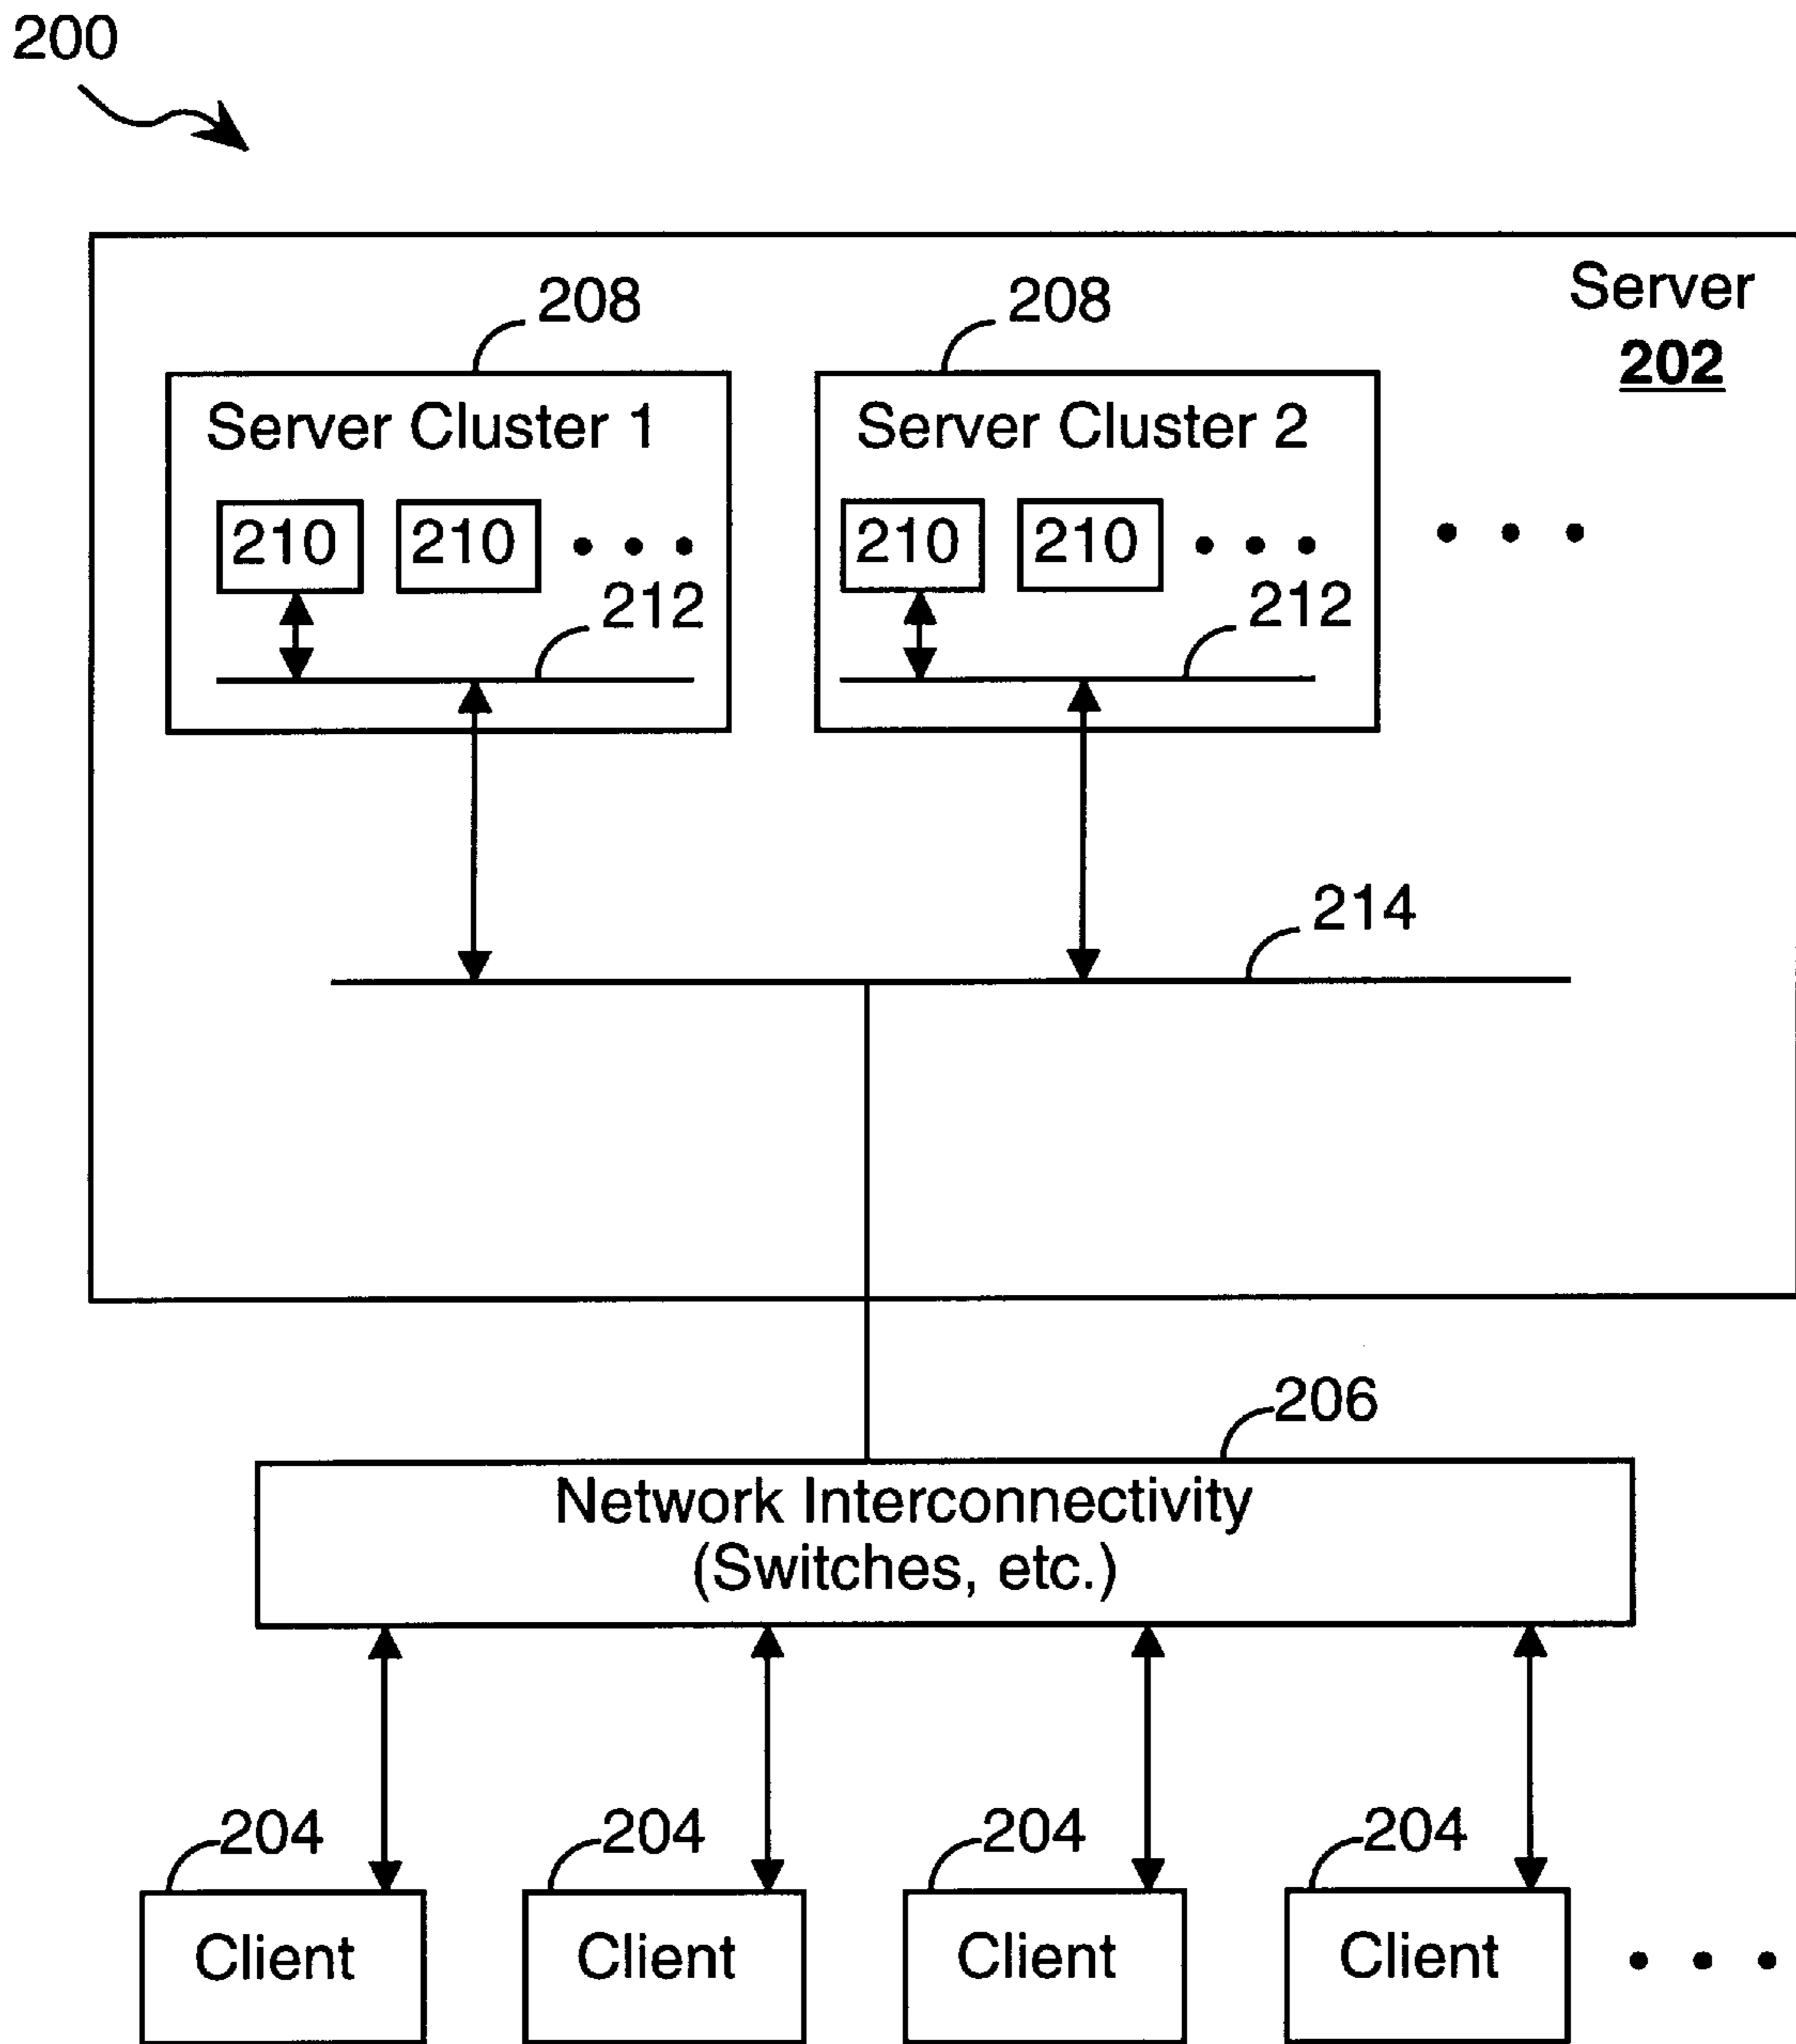 200
208
208
Server
202
Server Cluster 1
Server Cluster 2
210
210
• • •
210
210
• • •
• • •
212
212
214
206
Network Interconnectivity
(Switches, etc.)
204
204
204
204
Client
Client
Client
Client
• • •